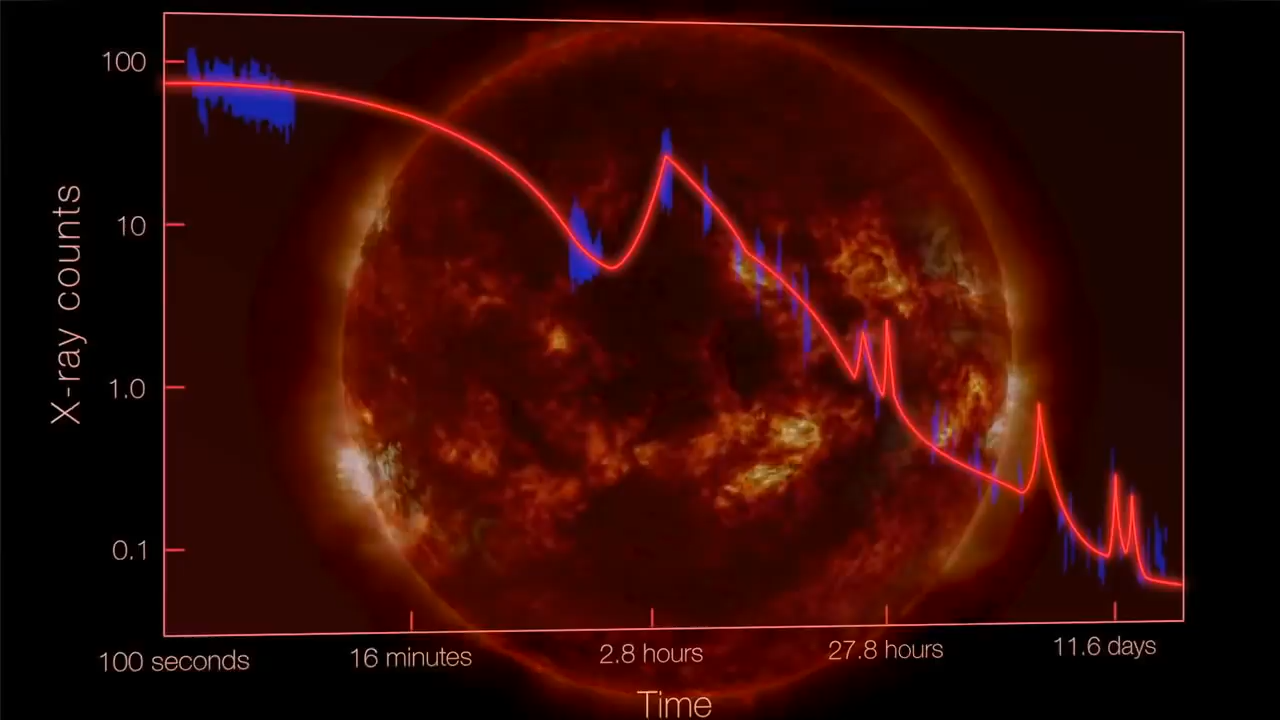 100
10
1.0
0.1
X-ray counts
100 seconds
16 minutes
2.8 hours
27.8 hours
11.6 days
Time